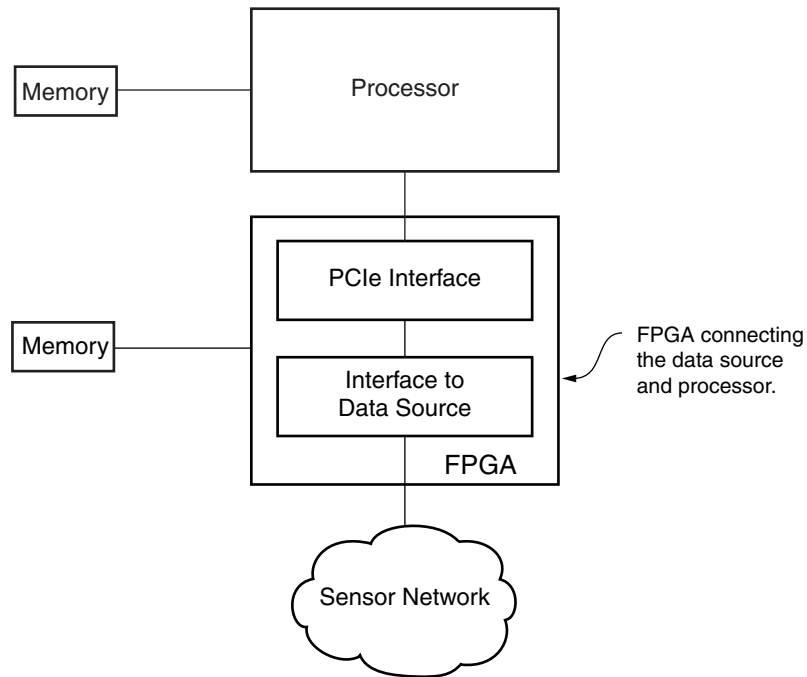 Processor
Memory
PCIe Interface
Memory
FPGA connecting
the data source
and processor.
Interface to
Data Source
FPGA
Sensor Network